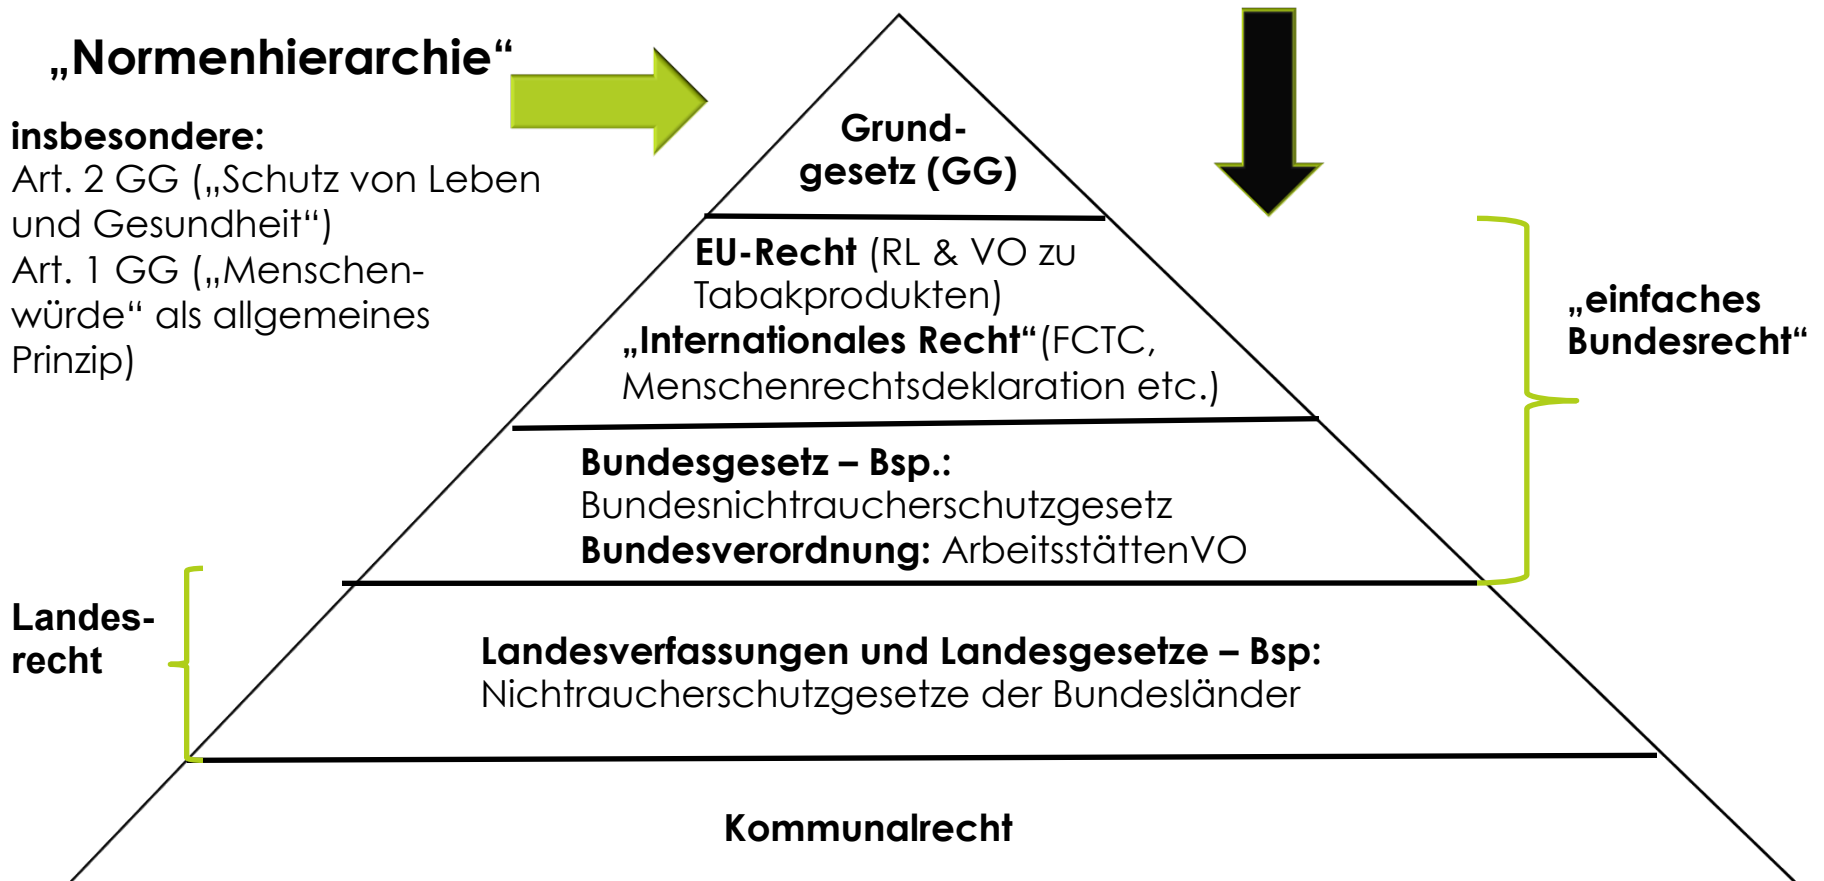 „Normenhierarchie“
insbesondere:
Art. 2 GG („Schutz von Leben
und Gesundheit“)
Art. 1 GG („Menschen-
würde“ als allgemeines
Prinzip)
Grund-
gesetz (GG)
EU-Recht (RL & VO zu
Tabakprodukten)
„Internationales Recht“(FCTC,
Menschenrechtsdeklaration etc.)
„einfaches
Bundesrecht“
Bundesgesetz – Bsp.:
Bundesnichtraucherschutzgesetz
Bundesverordnung: ArbeitsstättenVO
Landes-
recht
Landesverfassungen und Landesgesetze – Bsp:
Nichtraucherschutzgesetze der Bundesländer
Kommunalrecht